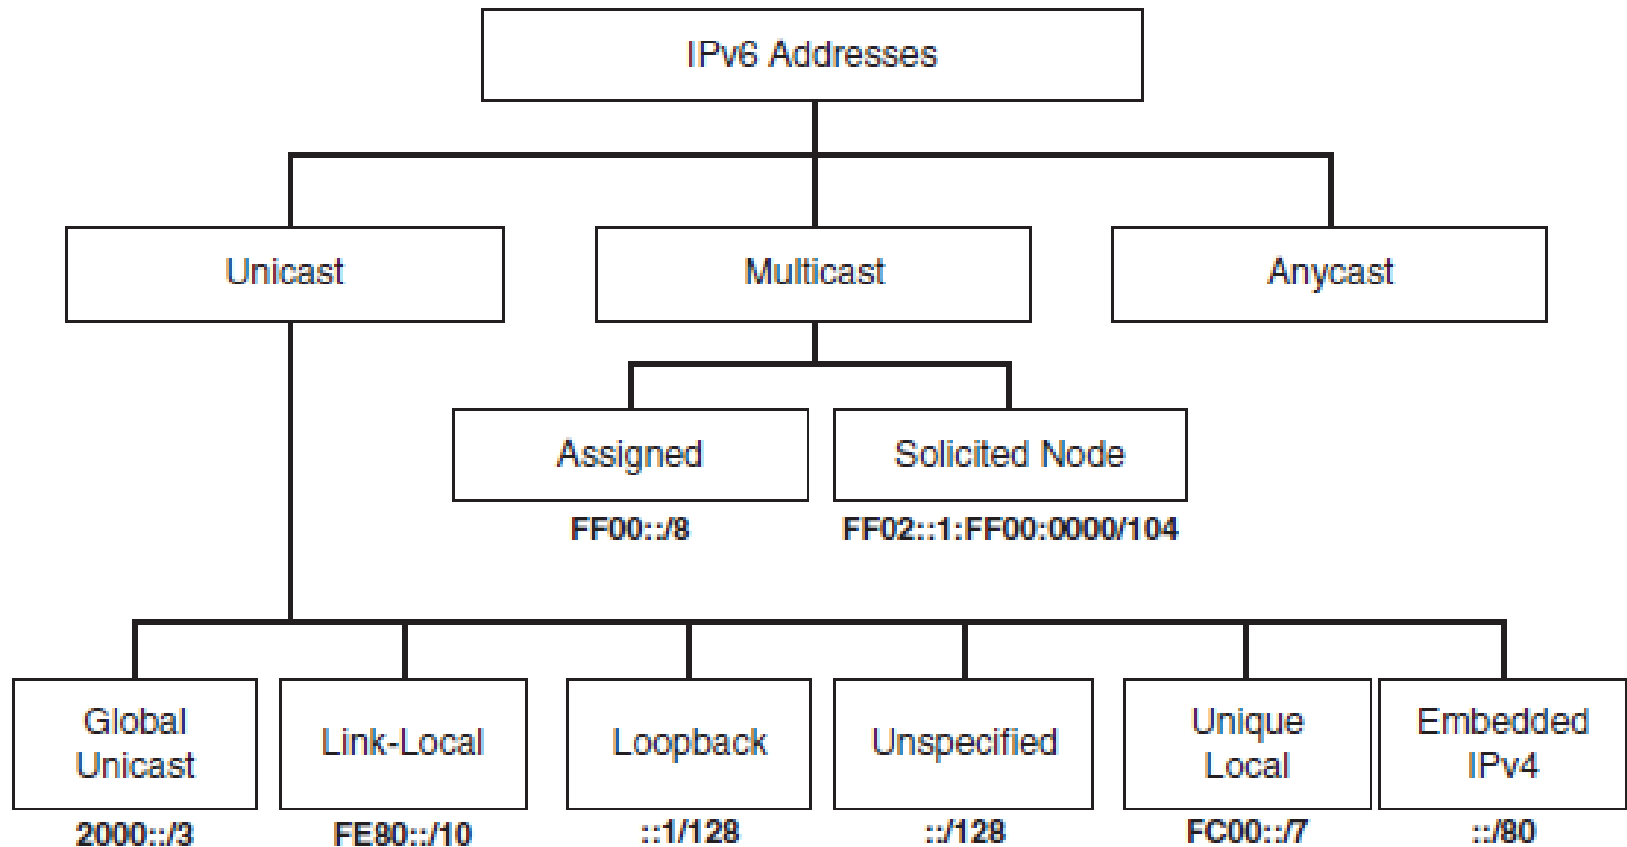 IPv6 Addresses
Unicast
Multicast
Anycast
Assigned
Solicited Node
FF00::/8
FF02::1:FF00:0000/104
Global
Unicast
Link-Local
Loopback
Unspecified
Unique
Local
Embedded
IPv4
2000::/3
FE80::/10
::1/128
::/128
FC00::/7
::/80